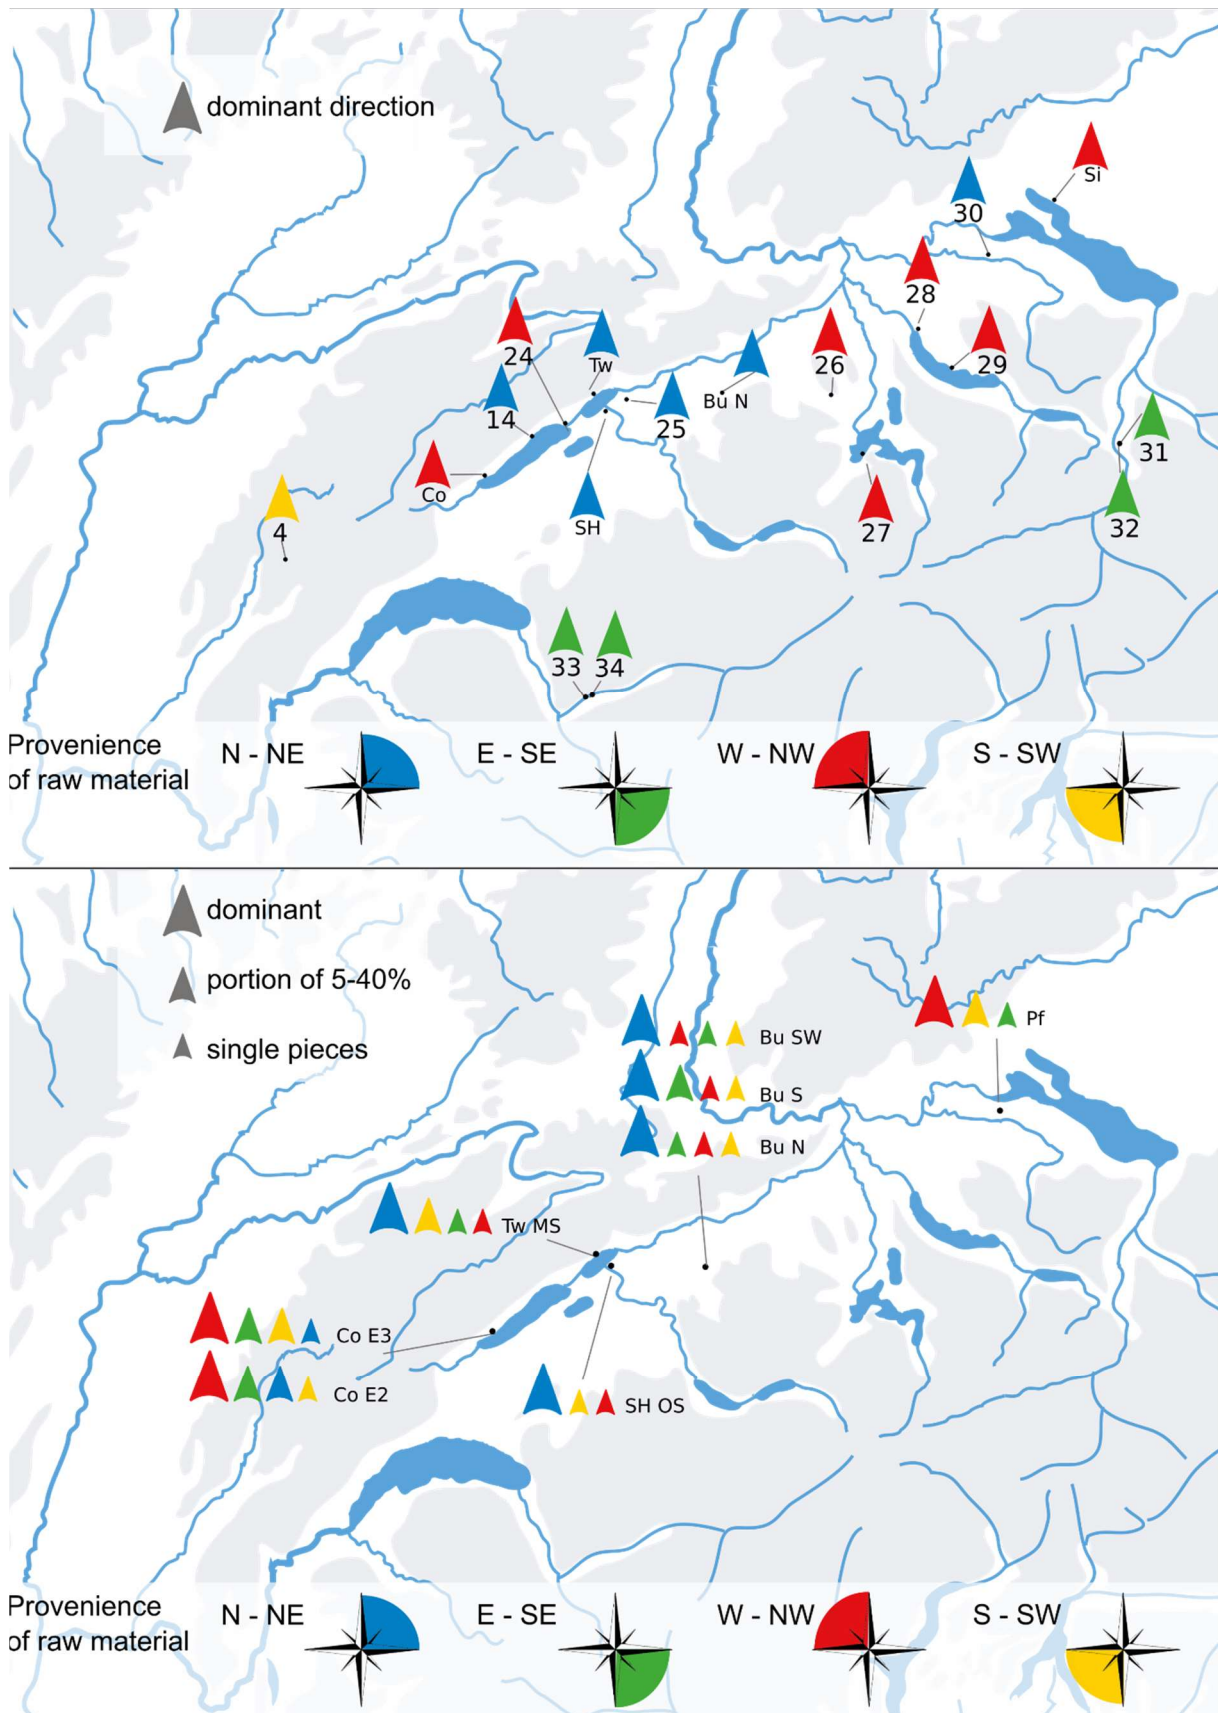 dominant direction
Si
30
28
24
Tw
26
29
14
Bu N
25
31
Co
4
SH
27
32
33
34
Provenience
of raw material
N - NE
E - SE
W - NW
S - SW
dominant
portion of 5-40%
single pieces
Pf
Bu SW
Bu S
Bu N
Tw MS
Co E3
Co E2
SH OS
Provenience
of raw material
N - NE
E - SE
W - NW
S - SW